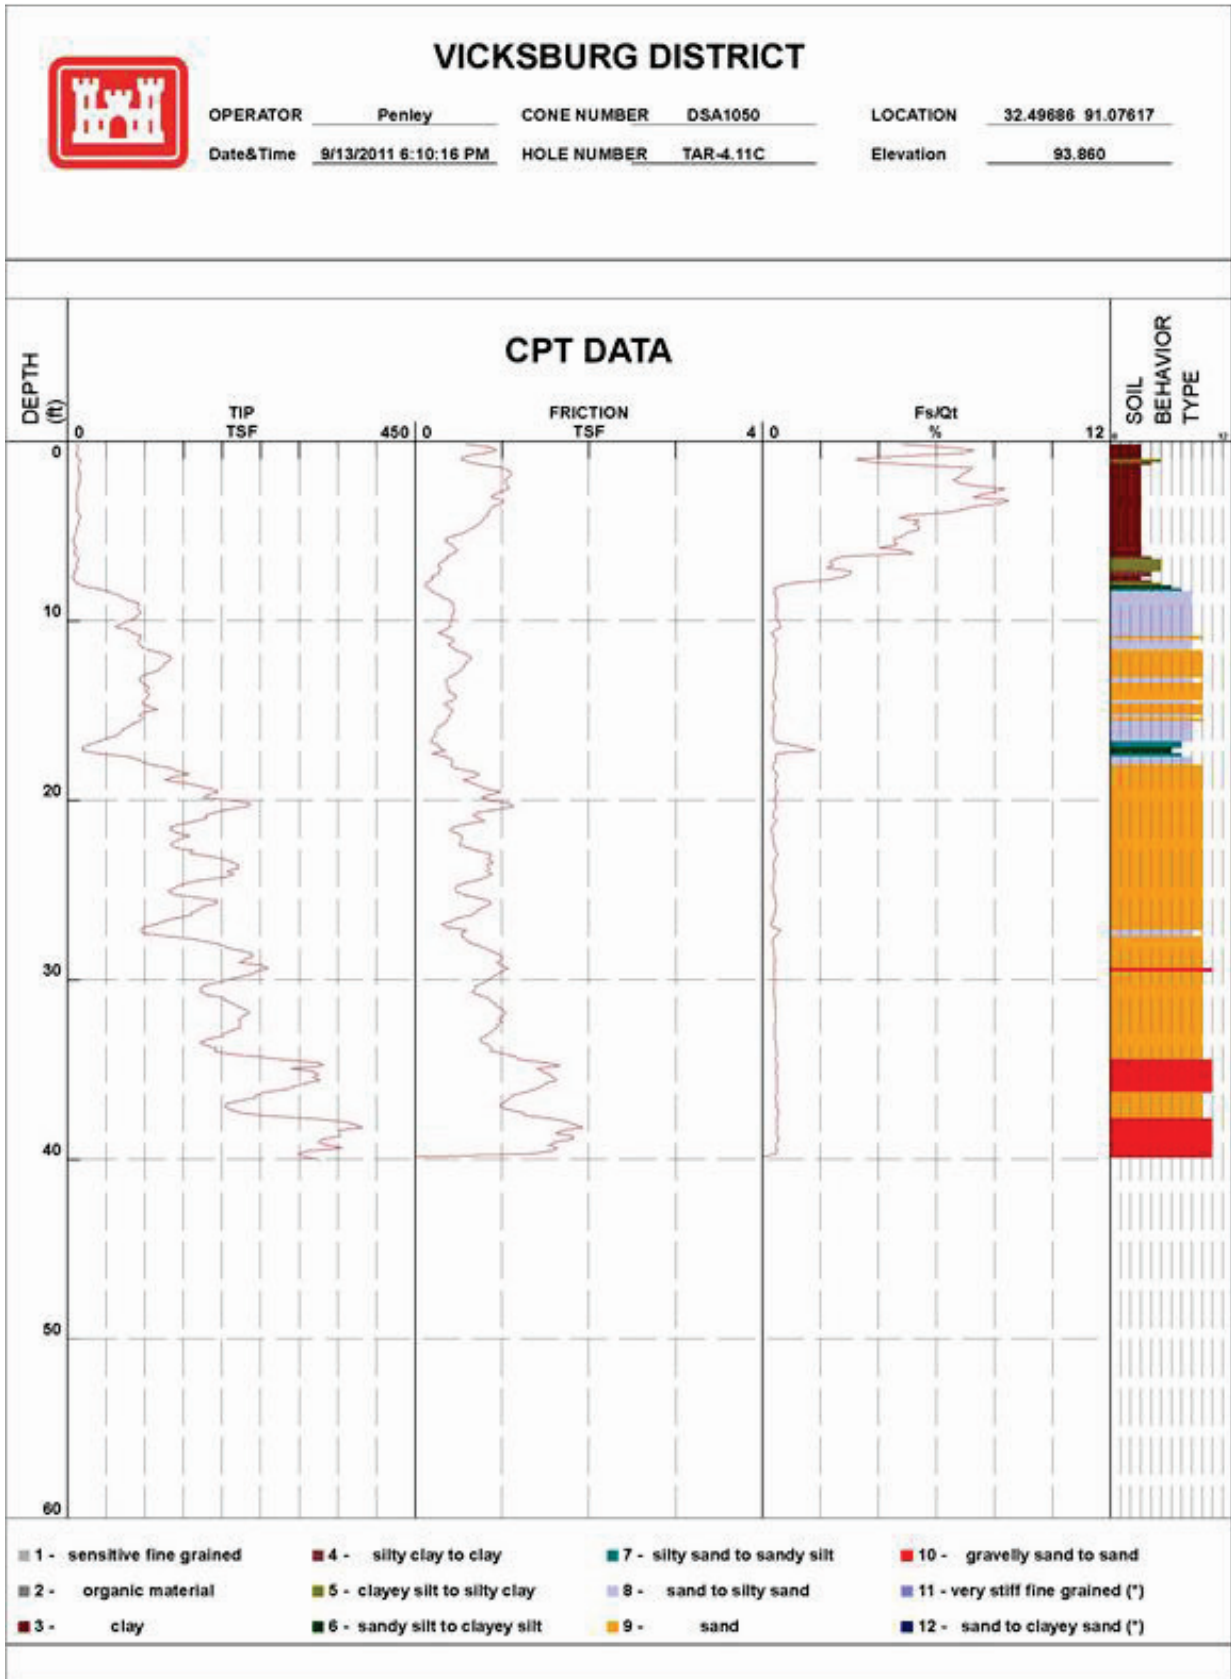 VICKSBURG DISTRICT
OPERATOR Penley CONE NUMBER DSA1050 LOCATION 32.49686 91.07617
Date&Time 9/13/2011 6:10:16 PM HOLE NUMBER TAR-4.11C Elevation 93.860
CPT DATA
DEPTH
(ft)
TIP
TSF
0 450
FRICTION
TSF
0 4
Fs/Qt
%
0 12
SOIL
BEHAVIOR
TYPE
12
0
10
20
30
40
50
60
1 - sensitive fine grained 4 - silty clay to clay 7 - silty sand to sandy silt 10 - gravelly sand to sand
2 - organic material 5 - clayey silt to silty clay 8 - sand to silty sand 11 - very stiff fine grained (*)
3 - clay 6 - sandy silt to clayey silt 9 - sand 12 - sand to clayey sand (*)